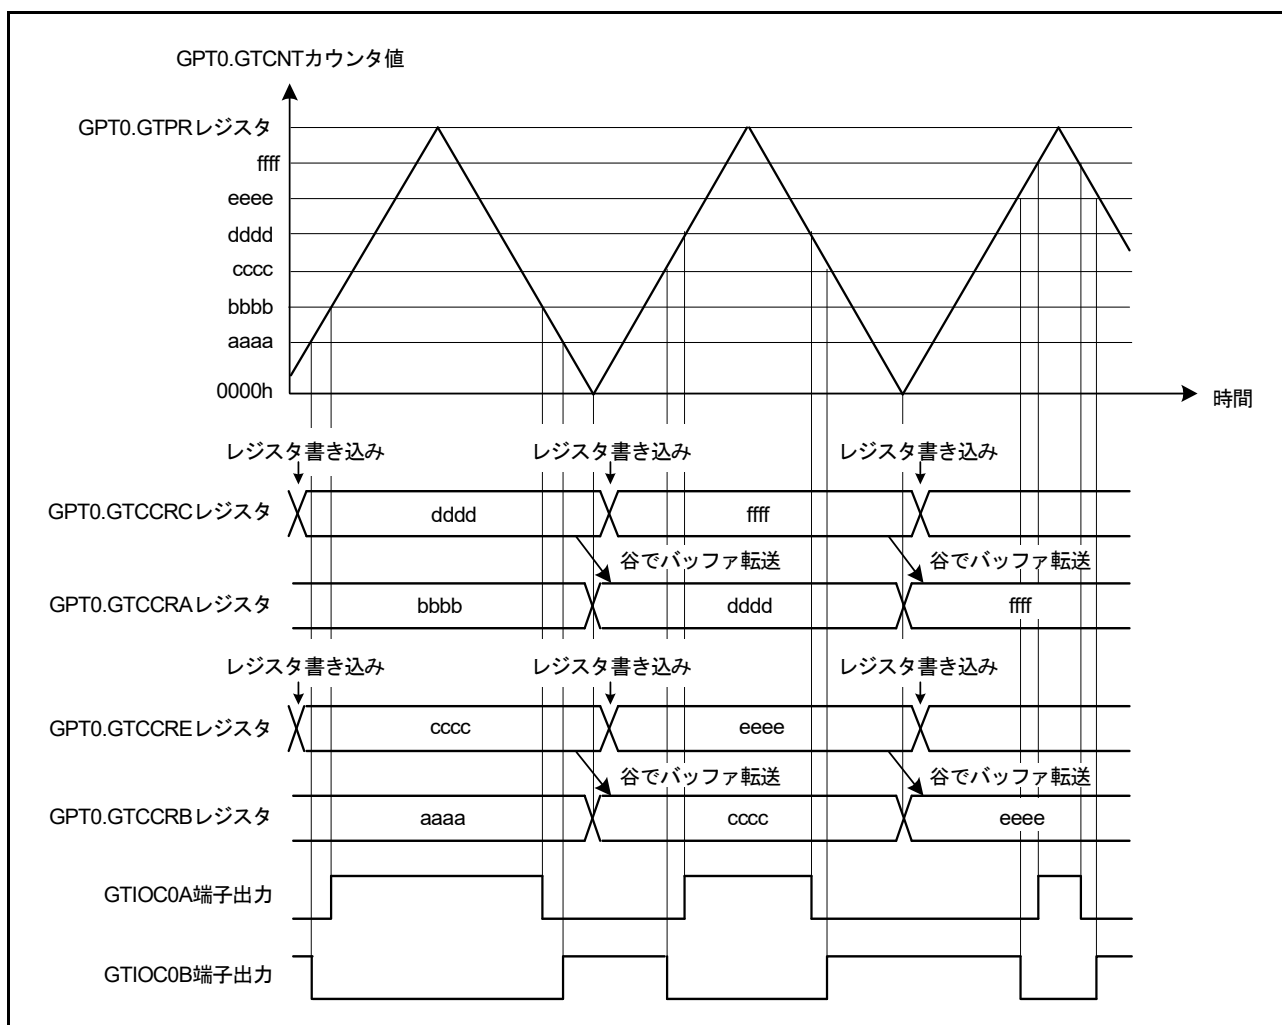 GPT0.GTCNTカウンタ値
GPT0.GTPRレジスタ
ffff
eeee
dddd
cccc
bbbb
aaaa
0000h
時間
レジスタ書き込み レジスタ書き込み レジスタ書き込み
GPT0.GTCCRCレジスタ dddd ffff
谷でバッファ転送 谷でバッファ転送
GPT0.GTCCRAレジスタ bbbb dddd ffff
レジスタ書き込み レジスタ書き込み レジスタ書き込み
GPT0.GTCCREレジスタ cccc eeee
谷でバッファ転送 谷でバッファ転送
GPT0.GTCCRBレジスタ aaaa cccc eeee
GTIOC0A端子出力
GTIOC0B端子出力